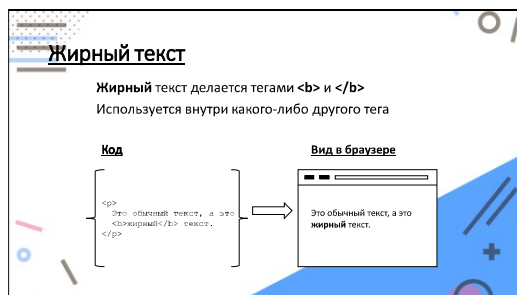 Жирный текст
Жирный текст делается тегами <b> и </b>
Используется внутри какого-либо другого тега
Код
<p>
Это обычный текст, а это
<b>жирный</b> текст.
</p>
Вид в браузере
Это обычный текст, а это
жирный текст.